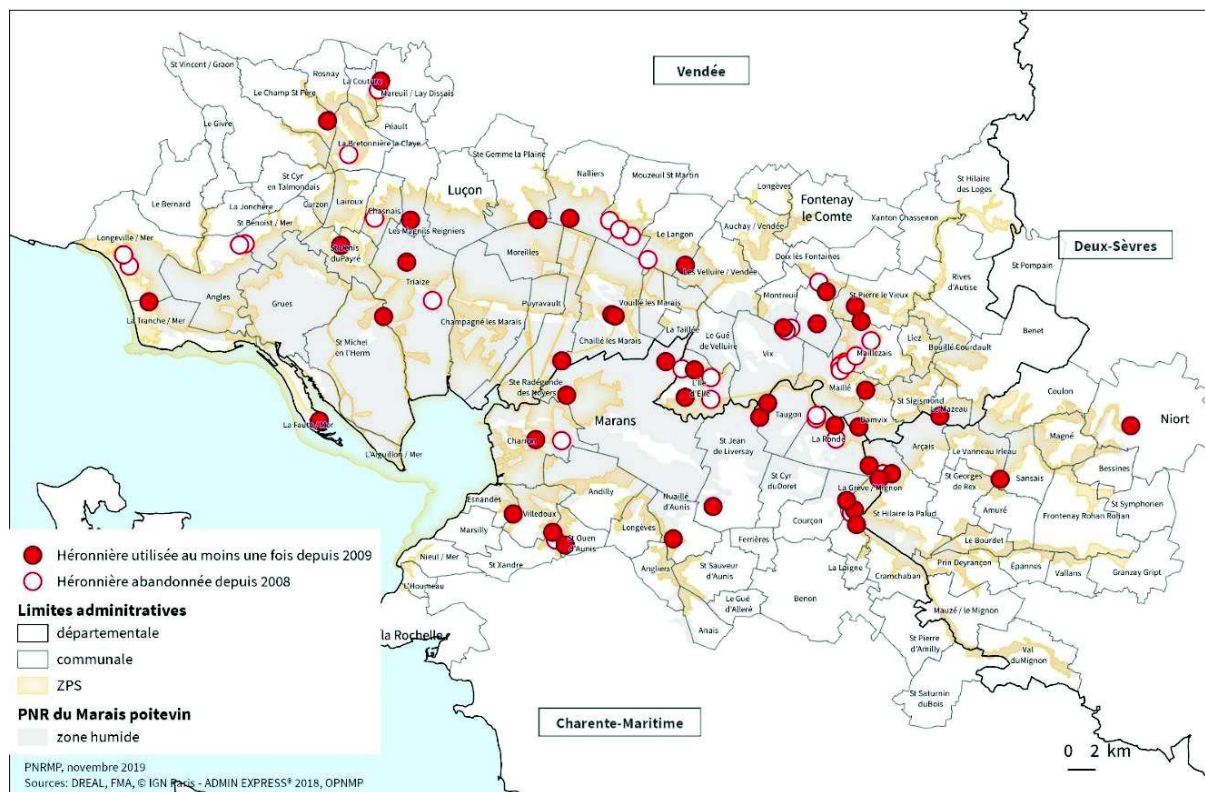 Vendée
Deux-Sèvres
Charente-Maritime
St Vincent / Graon
Rosnay
La Couture
Mareuil / Lay Dissais
Le Champ St Père
Péault
Le Givre
La Bretonnière la Claye
St Cyr
en Talmondais
Ste Gemme la Plaine
Nalliers
Mouzeuil St Martin
Longèves
Fontenay
le Comte
St Hilaire
des Loges
Luçon
Lairoux
Curzon
La Jonchère
Le Bernard
St Benoist / Mer
Chasnais
Les Magnils Reigniers
Auchay / Vendée
Xanton Chassenon
Longeville / Mer
St Denis
du Payré
Moreilles
Le Langon
Les Velluire / Vendée
Doix lès Fontaines
Rives
d'Autise
St Pompain
Angles
Grues
Triaize
Puyravault
Vouillé les Marais
Montreuil
St Pierre le Vieux
La Tranche / Mer
Champagné les Marais
Chaillé les Marais
La Taillée
Le Gué
de Velluire
Vix
Liez
Maillezais
Bouillé Courdault
Benet
St Michel
en l'Herm
Ste Radégonde
des Noyers
L'Ile
d'Elle
Maillé
St Sigismond
Le Mazeau
Coulon
Niort
La Faute / Mer
L'Aiguillon / Mer
Marans
Taugon
La Ronde
Damvix
Arçais
Magné
Charron
St Jean
de Liversay
Le Vanneau Irleau
Sansais
Bessines
St Georges
de Rex
Andilly
St Cyr
du Doret
La Grève / Mignon
Amuré
St Symphorien
Frontenay Rohan Rohan
Esnandes
Villedoux
Nuaillé
d'Aunis
St Hilaire la Palud
Marsilly
Longèves
Courçon
Le Bourdet
St Ouen
d'Aunis
Ferrières
Nieul / Mer
St Xandre
Angliers
St Sauveur
d'Aunis
La Laigne
Cramchaban
Prin Deyrançon
Épannes
Vallans
Granzay Gript
L'Houmeau
Le Gué
d'Alleré
Benon
Mauzé / le Mignon
Anais
la Rochelle
St Pierre
d'Amilly
Val
du Mignon
St Saturnin
du Bois
Héronnière utilisée au moins une fois depuis 2009
Héronnière abandonnée depuis 2008
Limites adminitratives
départementale
communale
ZPS
PNR du Marais poitevin
zone humide
PNRMP, novembre 2019
Sources: DREAL, FMA, © IGN Paris - ADMIN EXPRESS® 2018, OPNMP
0 2 km